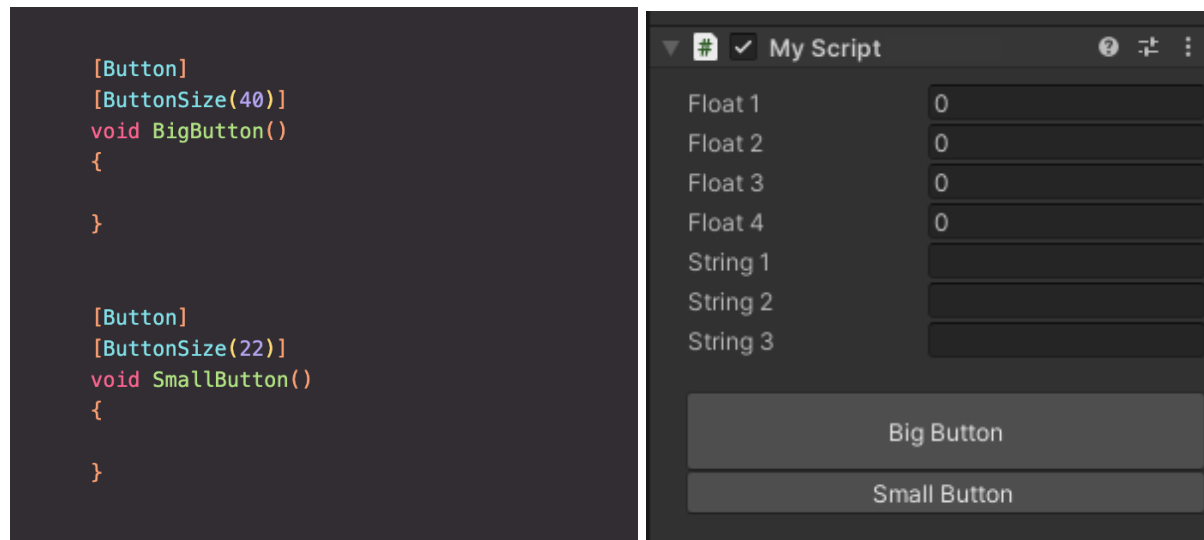 [Button]
[ButtonSize(40)]
void BigButton()
{
}
[Button]
[ButtonSize(22)]
void SmallButton()
{
}
# My Script
Float 1 0
Float 2 0
Float 3 0
Float 4 0
String 1
String 2
String 3
Big Button
Small Button